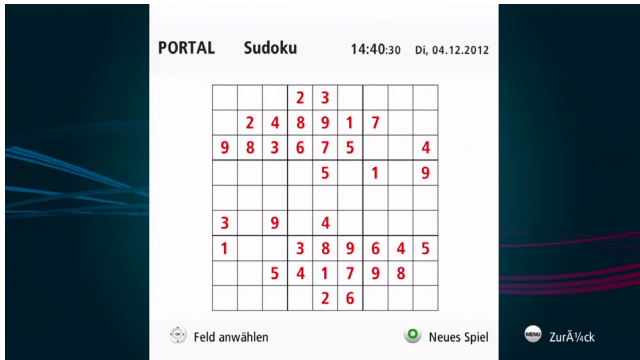 PORTAL Sudoku 14:40:30 Di, 04.12.2012
2 3
2 4 8 9 1 7
9 8 3 6 7 5 4
5 1 9
3 9 4
1 3 8 9 6 4 5
5 4 1 7 9 8
2 6
OK Feld anwählen Neues Spiel MENU ZurÃ¼ck